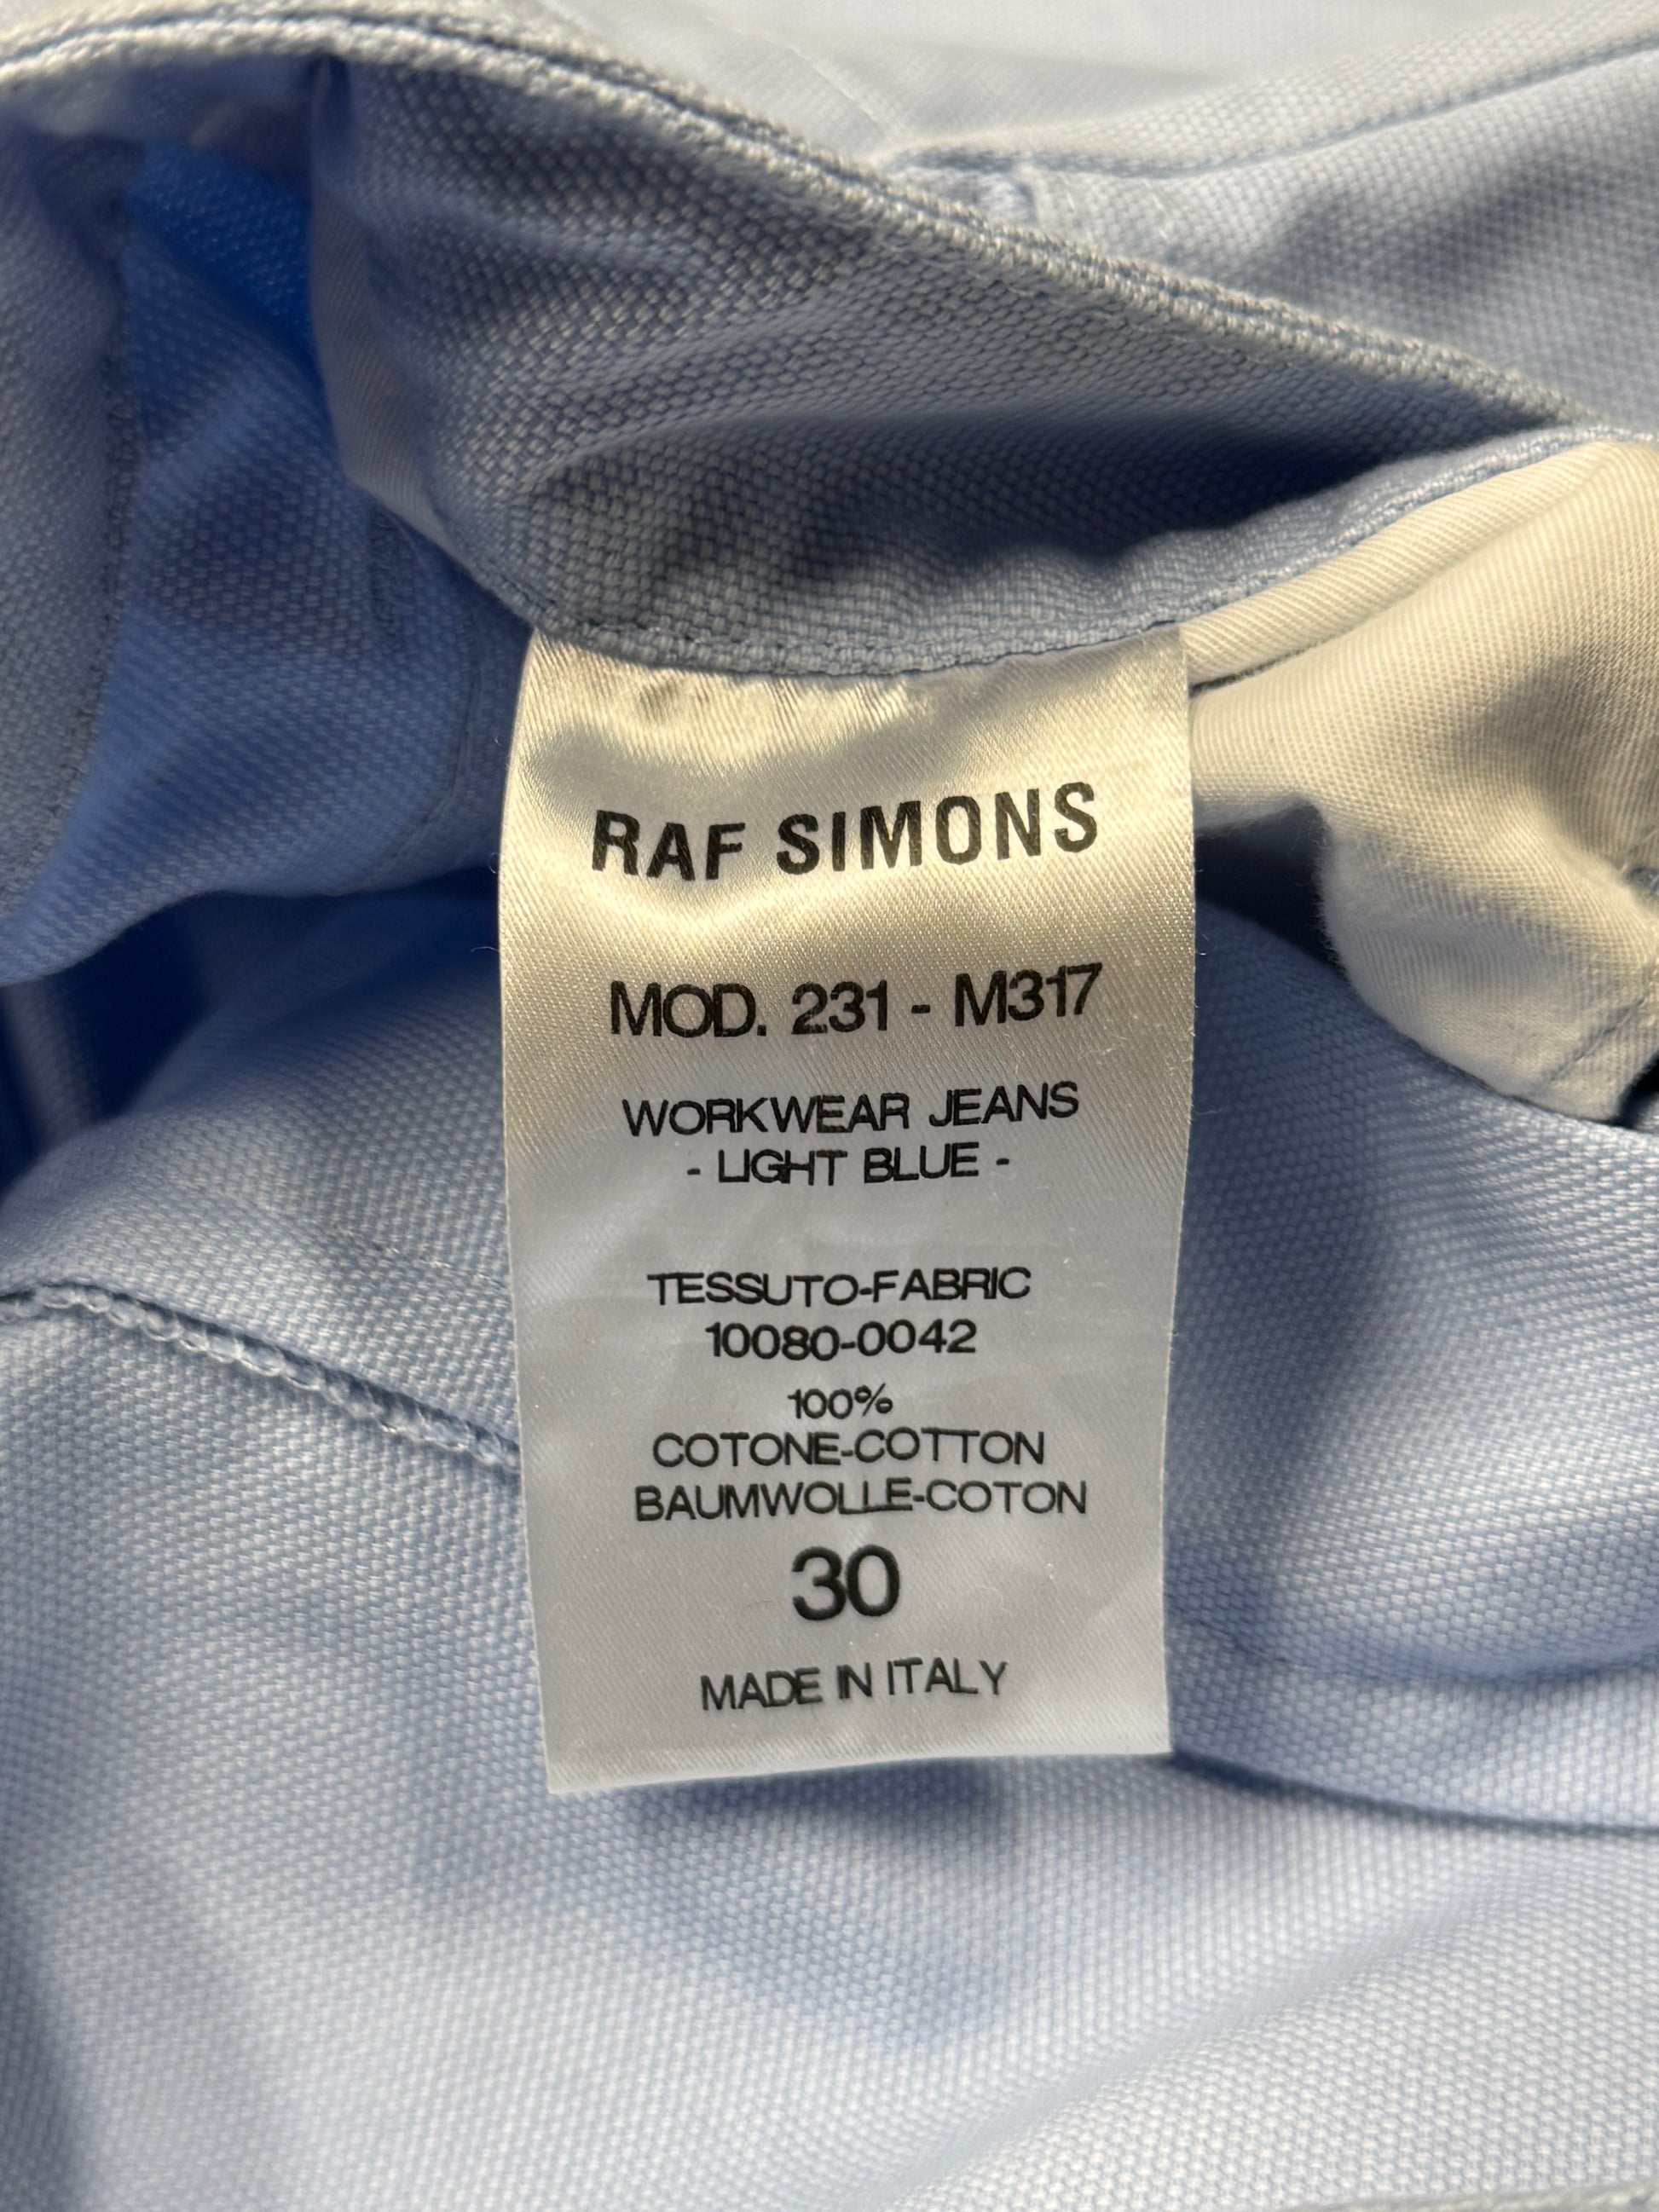 RAF SIMONS
MOD. 231 - M317
WORKWEAR JEANS
- LIGHT BLUE -
TESSUTO-FABRIC
10080-0042
100%
COTONE-COTTON
BAUMWOLLE-COTON
30
MADE IN ITALY